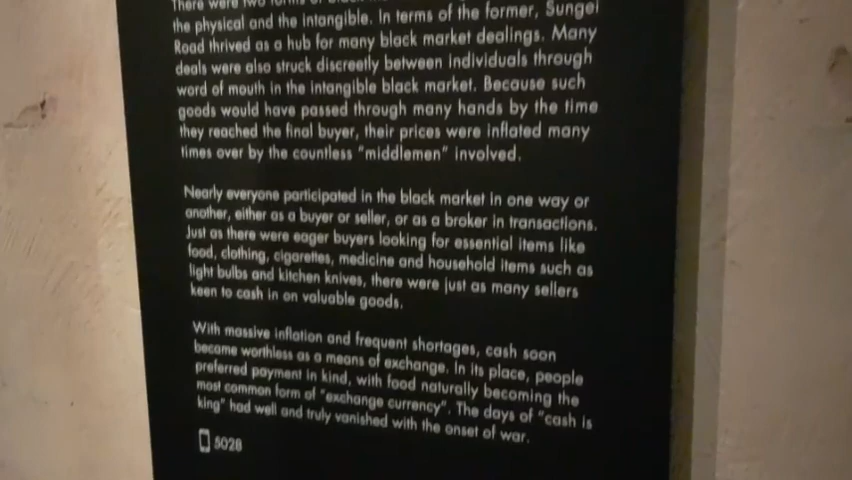 There were two forms of black
the physical and the intangible. In terms of the former, Sungei
Road thrived as a hub for many black market dealings. Many
deals were also struck discreetly between individuals through
word of mouth in the intangible black market. Because such
goods would have passed through many hands by the time
they reached the final buyer, their prices were inflated many
times over by the countless "middlemen" involved.
Nearly everyone participated in the black market in one way or
another, either as a buyer or seller, or as a broker in transactions.
Just as there were eager buyers looking for essential items like
food, clothing, cigarettes, medicine and household items such as
light bulbs and kitchen knives, there were just as many sellers
keen to cash in on valuable goods.
With massive inflation and frequent shortages, cash soon
became worthless as a means of exchange. In its place, people
preferred payment in kind, with food naturally becoming the
most common form of "exchange currency". The days of "cash is
king" had well and truly vanished with the onset of war.
5028